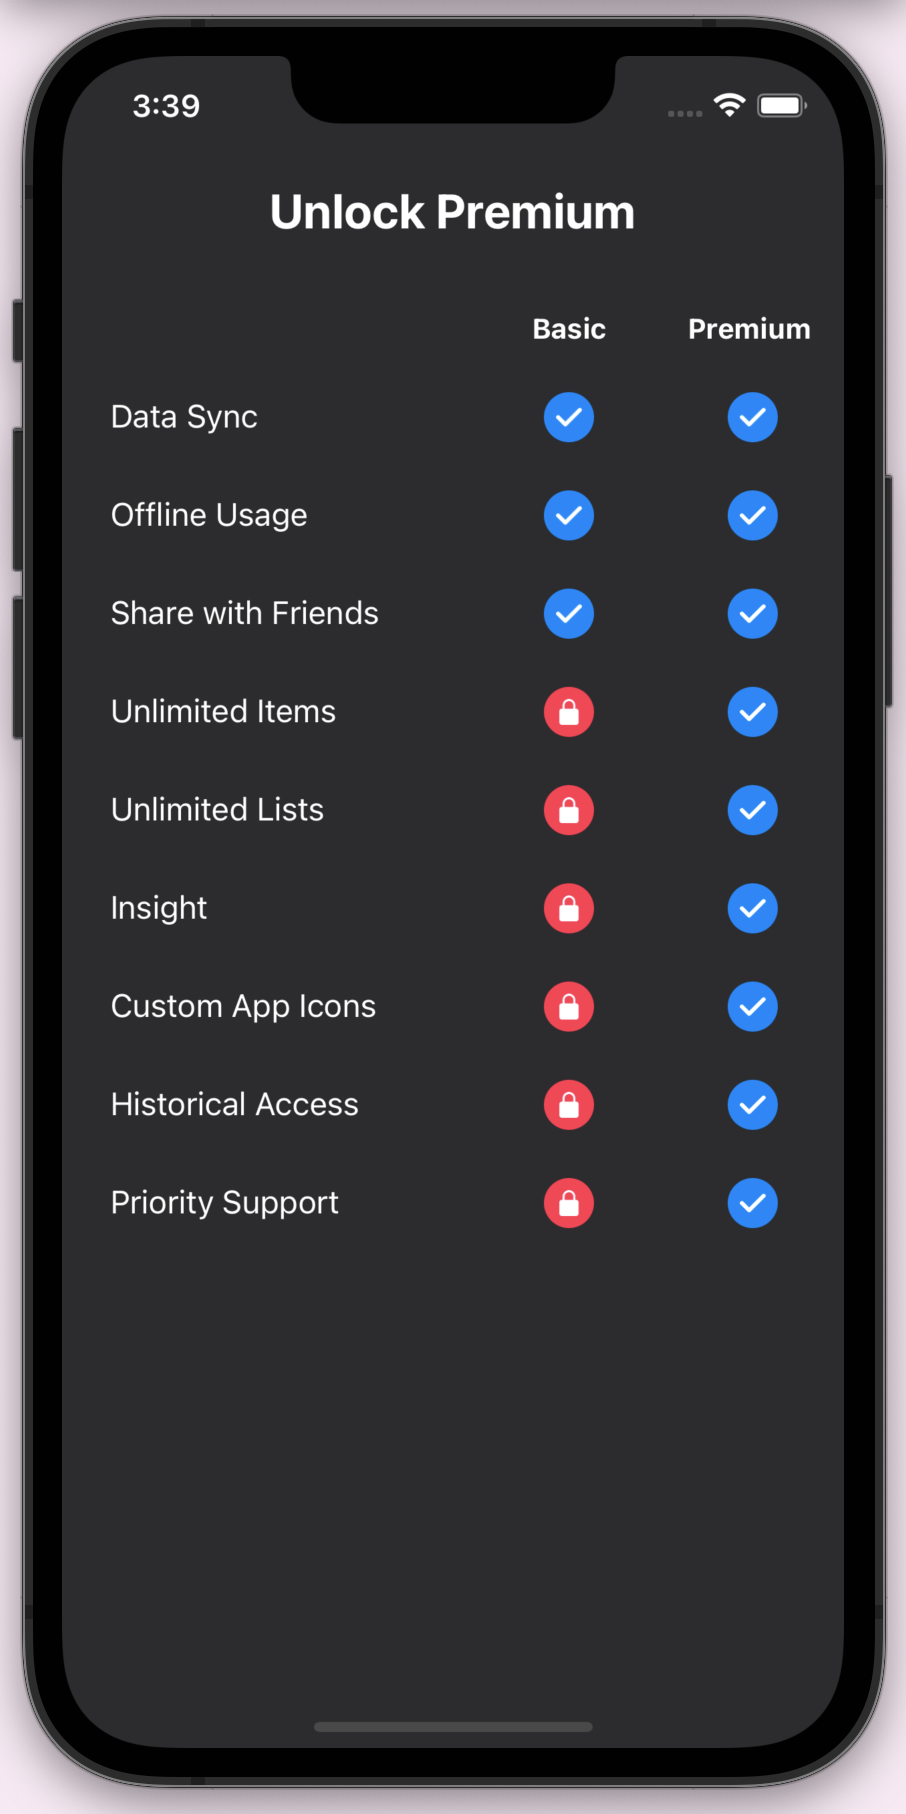 3:39
Unlock Premium
Basic Premium
Data Sync
Offline Usage
Share with Friends
Unlimited Items
Unlimited Lists
Insight
Custom App Icons
Historical Access
Priority Support